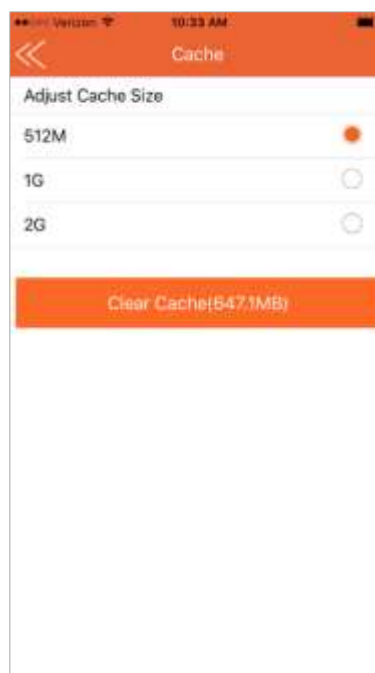 Verizon 10:33 AM
Cache
Adjust Cache Size
512M
1G
2G
Clear Cache(647.1MB)